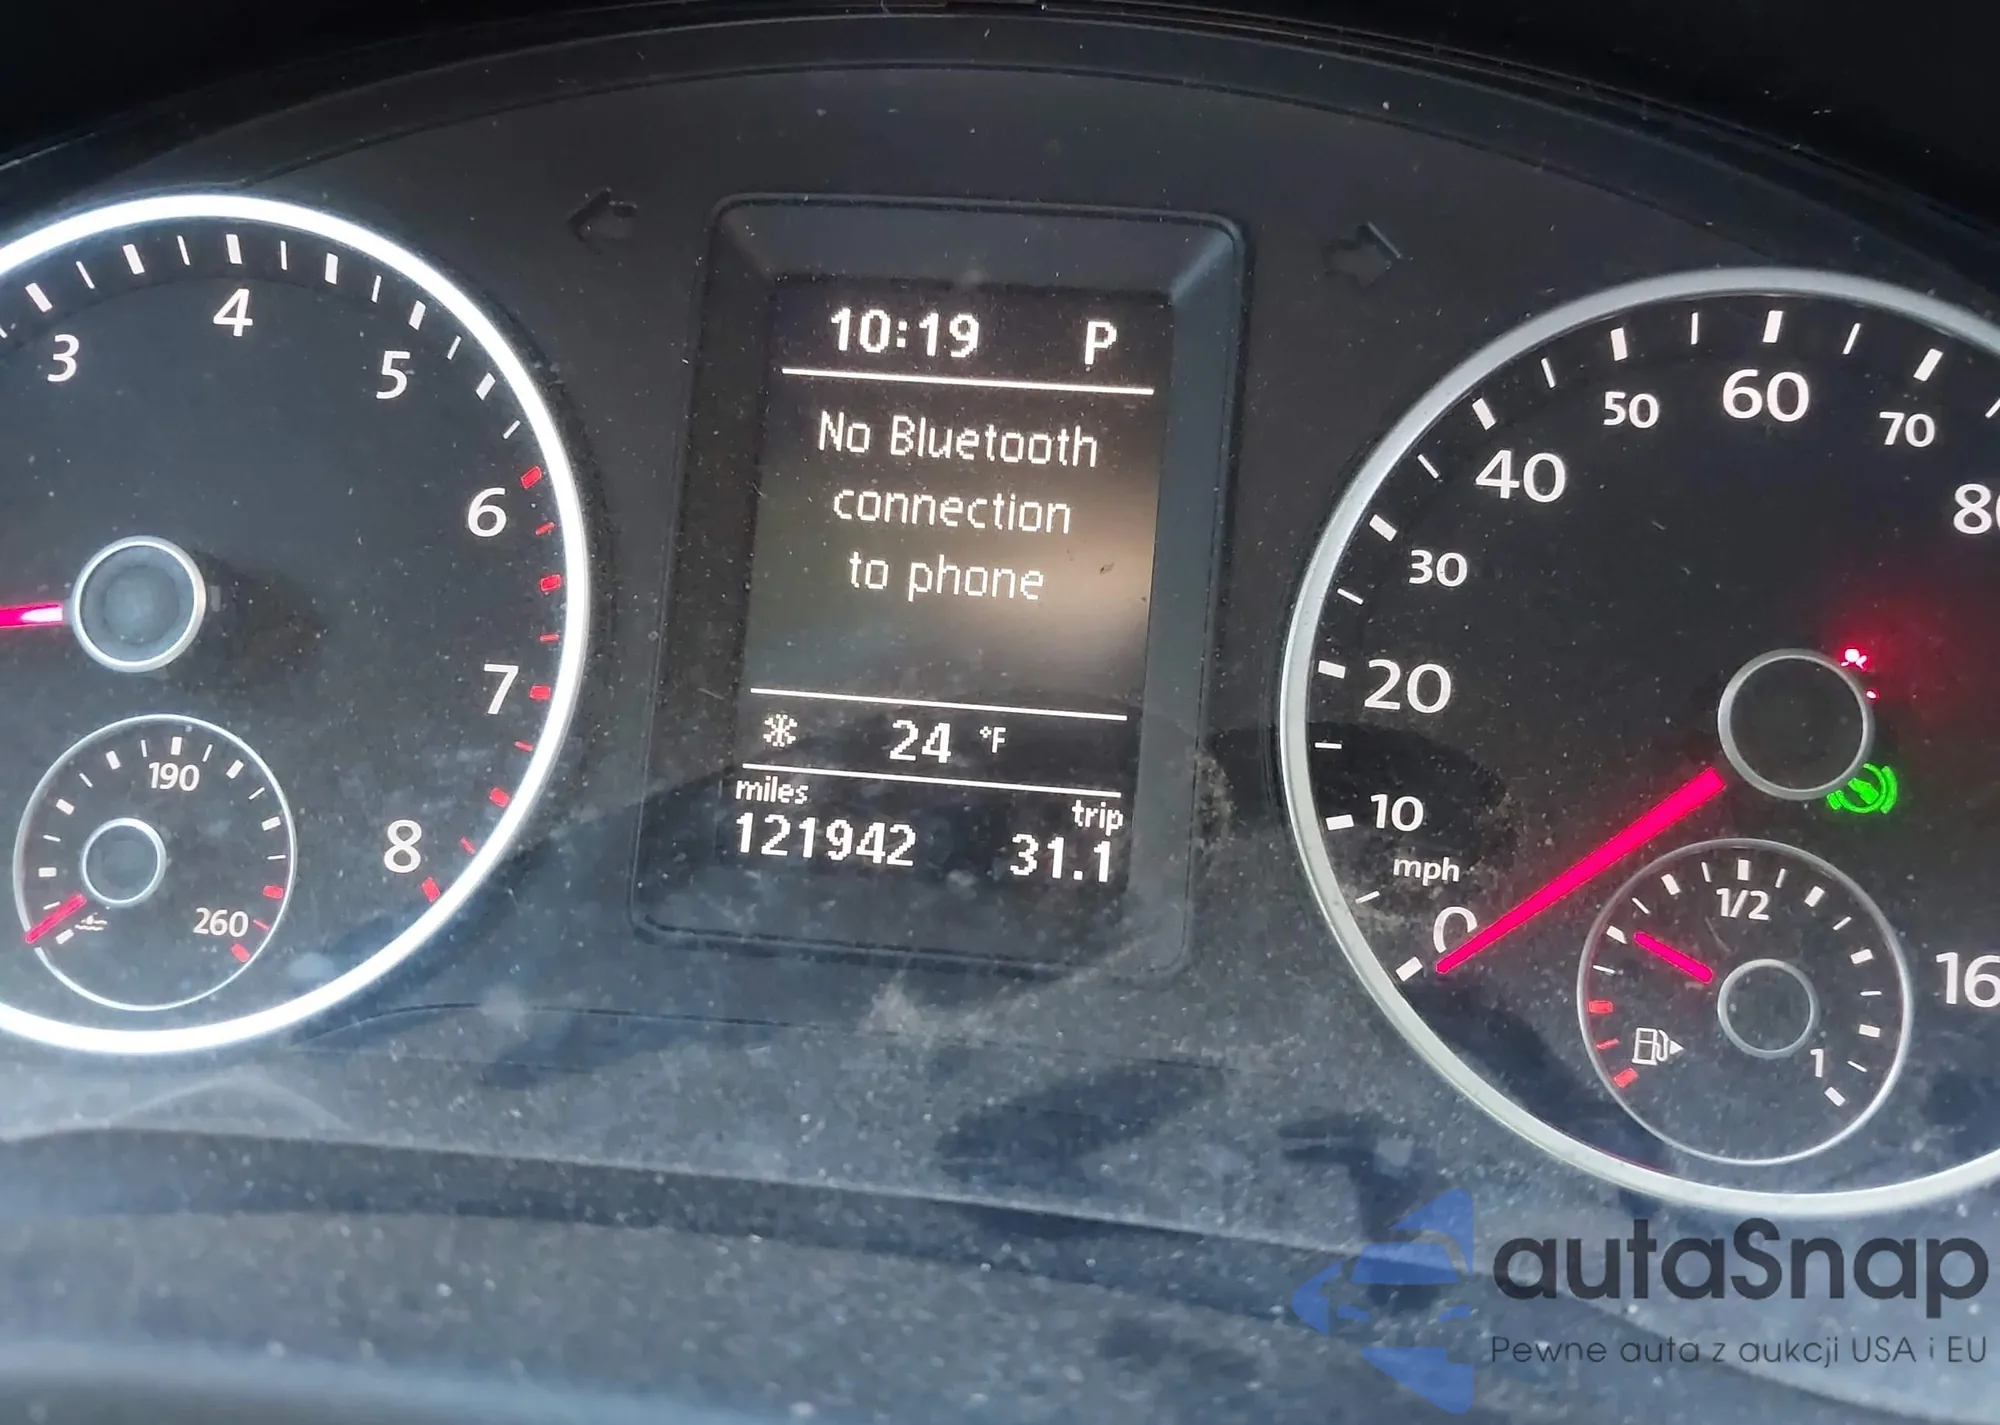 3
4
5
6
7
8
190
260
10:19 P
No Bluetooth
connection
to phone
24 °F
miles
trip
121942
31.1
0
10
20
30
40
50
60
70
mph
1/2
1
autaSnap
Pewne auta z aukcji USA i EU